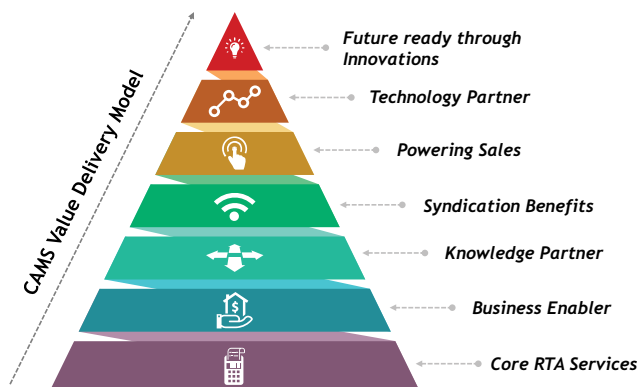 CAMS Value Delivery Model
Future ready through
Innovations
Technology Partner
Powering Sales
Syndication Benefits
Knowledge Partner
Business Enabler
$
Core RTA Services